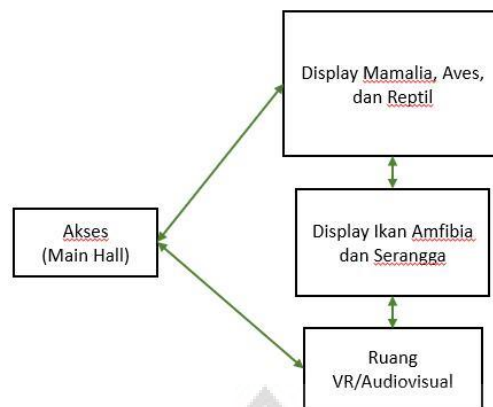 Display Mamalia, Aves,
dan Reptil
Akses
(Main Hall)
Display Ikan Amfibia
dan Serangga
Ruang
VR/Audiovisual